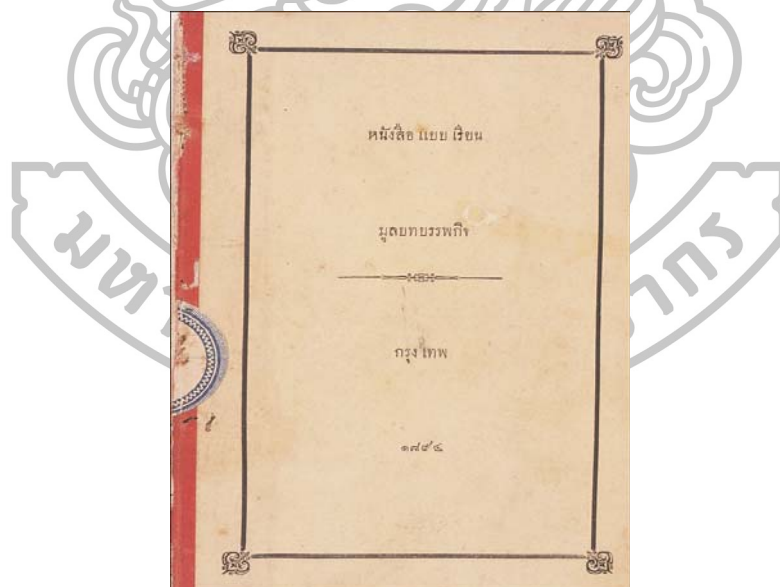 หนังสือ แบบ เรียน
มูลบทบรรพกิจ
กรุง เทพ
๑๘๙๔